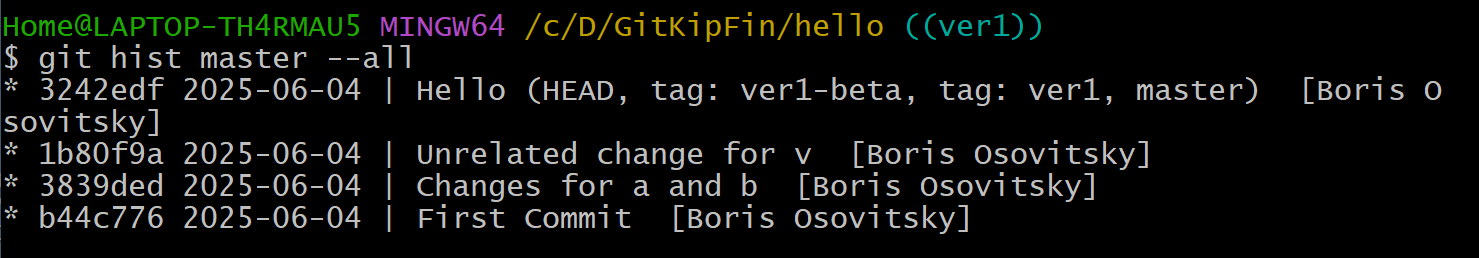 Home@LAPTOP-TH4RMAU5 MINGW64 /c/D/GitKipFin/hello ((ver1))
$ git hist master --all
* 3242edf 2025-06-04 | Hello (HEAD, tag: ver1-beta, tag: ver1, master)  [Boris O
sovitsky]
* 1b80f9a 2025-06-04 | Unrelated change for v  [Boris Osovitsky]
* 3839ded 2025-06-04 | Changes for a and b  [Boris Osovitsky]
* b44c776 2025-06-04 | First Commit  [Boris Osovitsky]